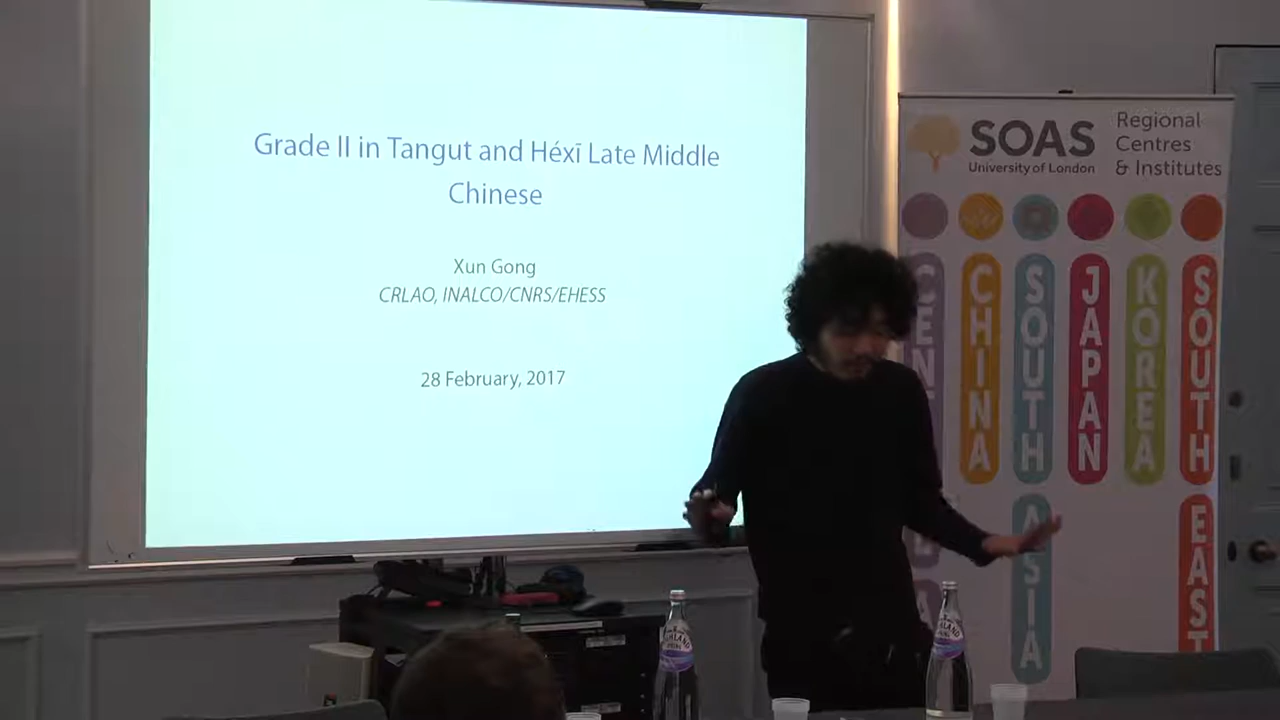 Grade II in Tangut and Héxī Late Middle
Chinese
Xun Gong
CRLAO, INALCO/CNRS/EHESS
28 February, 2017
SOAS
University of London
Regional
Centres
& Institutes
CHINA
SOUTH
ASIA
JAPAN
KOREA
SOUTH
EAST